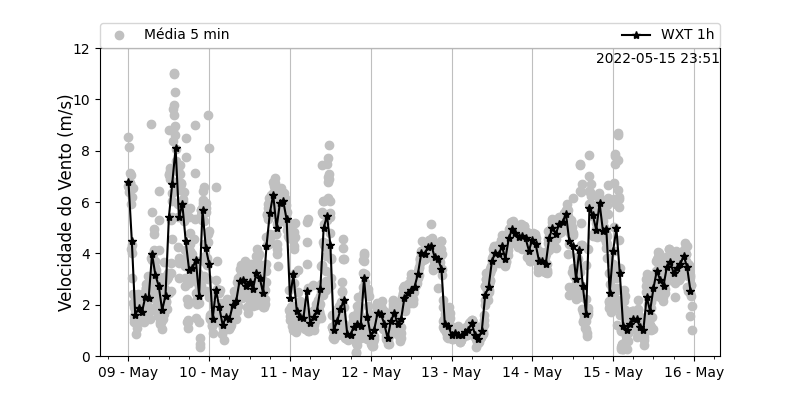 Média 5 min
WXT 1h
2022-05-15 23:51
Velocidade do Vento (m/s)
12
10
8
6
4
2
0
09 - May
10 - May
11 - May
12 - May
13 - May
14 - May
15 - May
16 - May